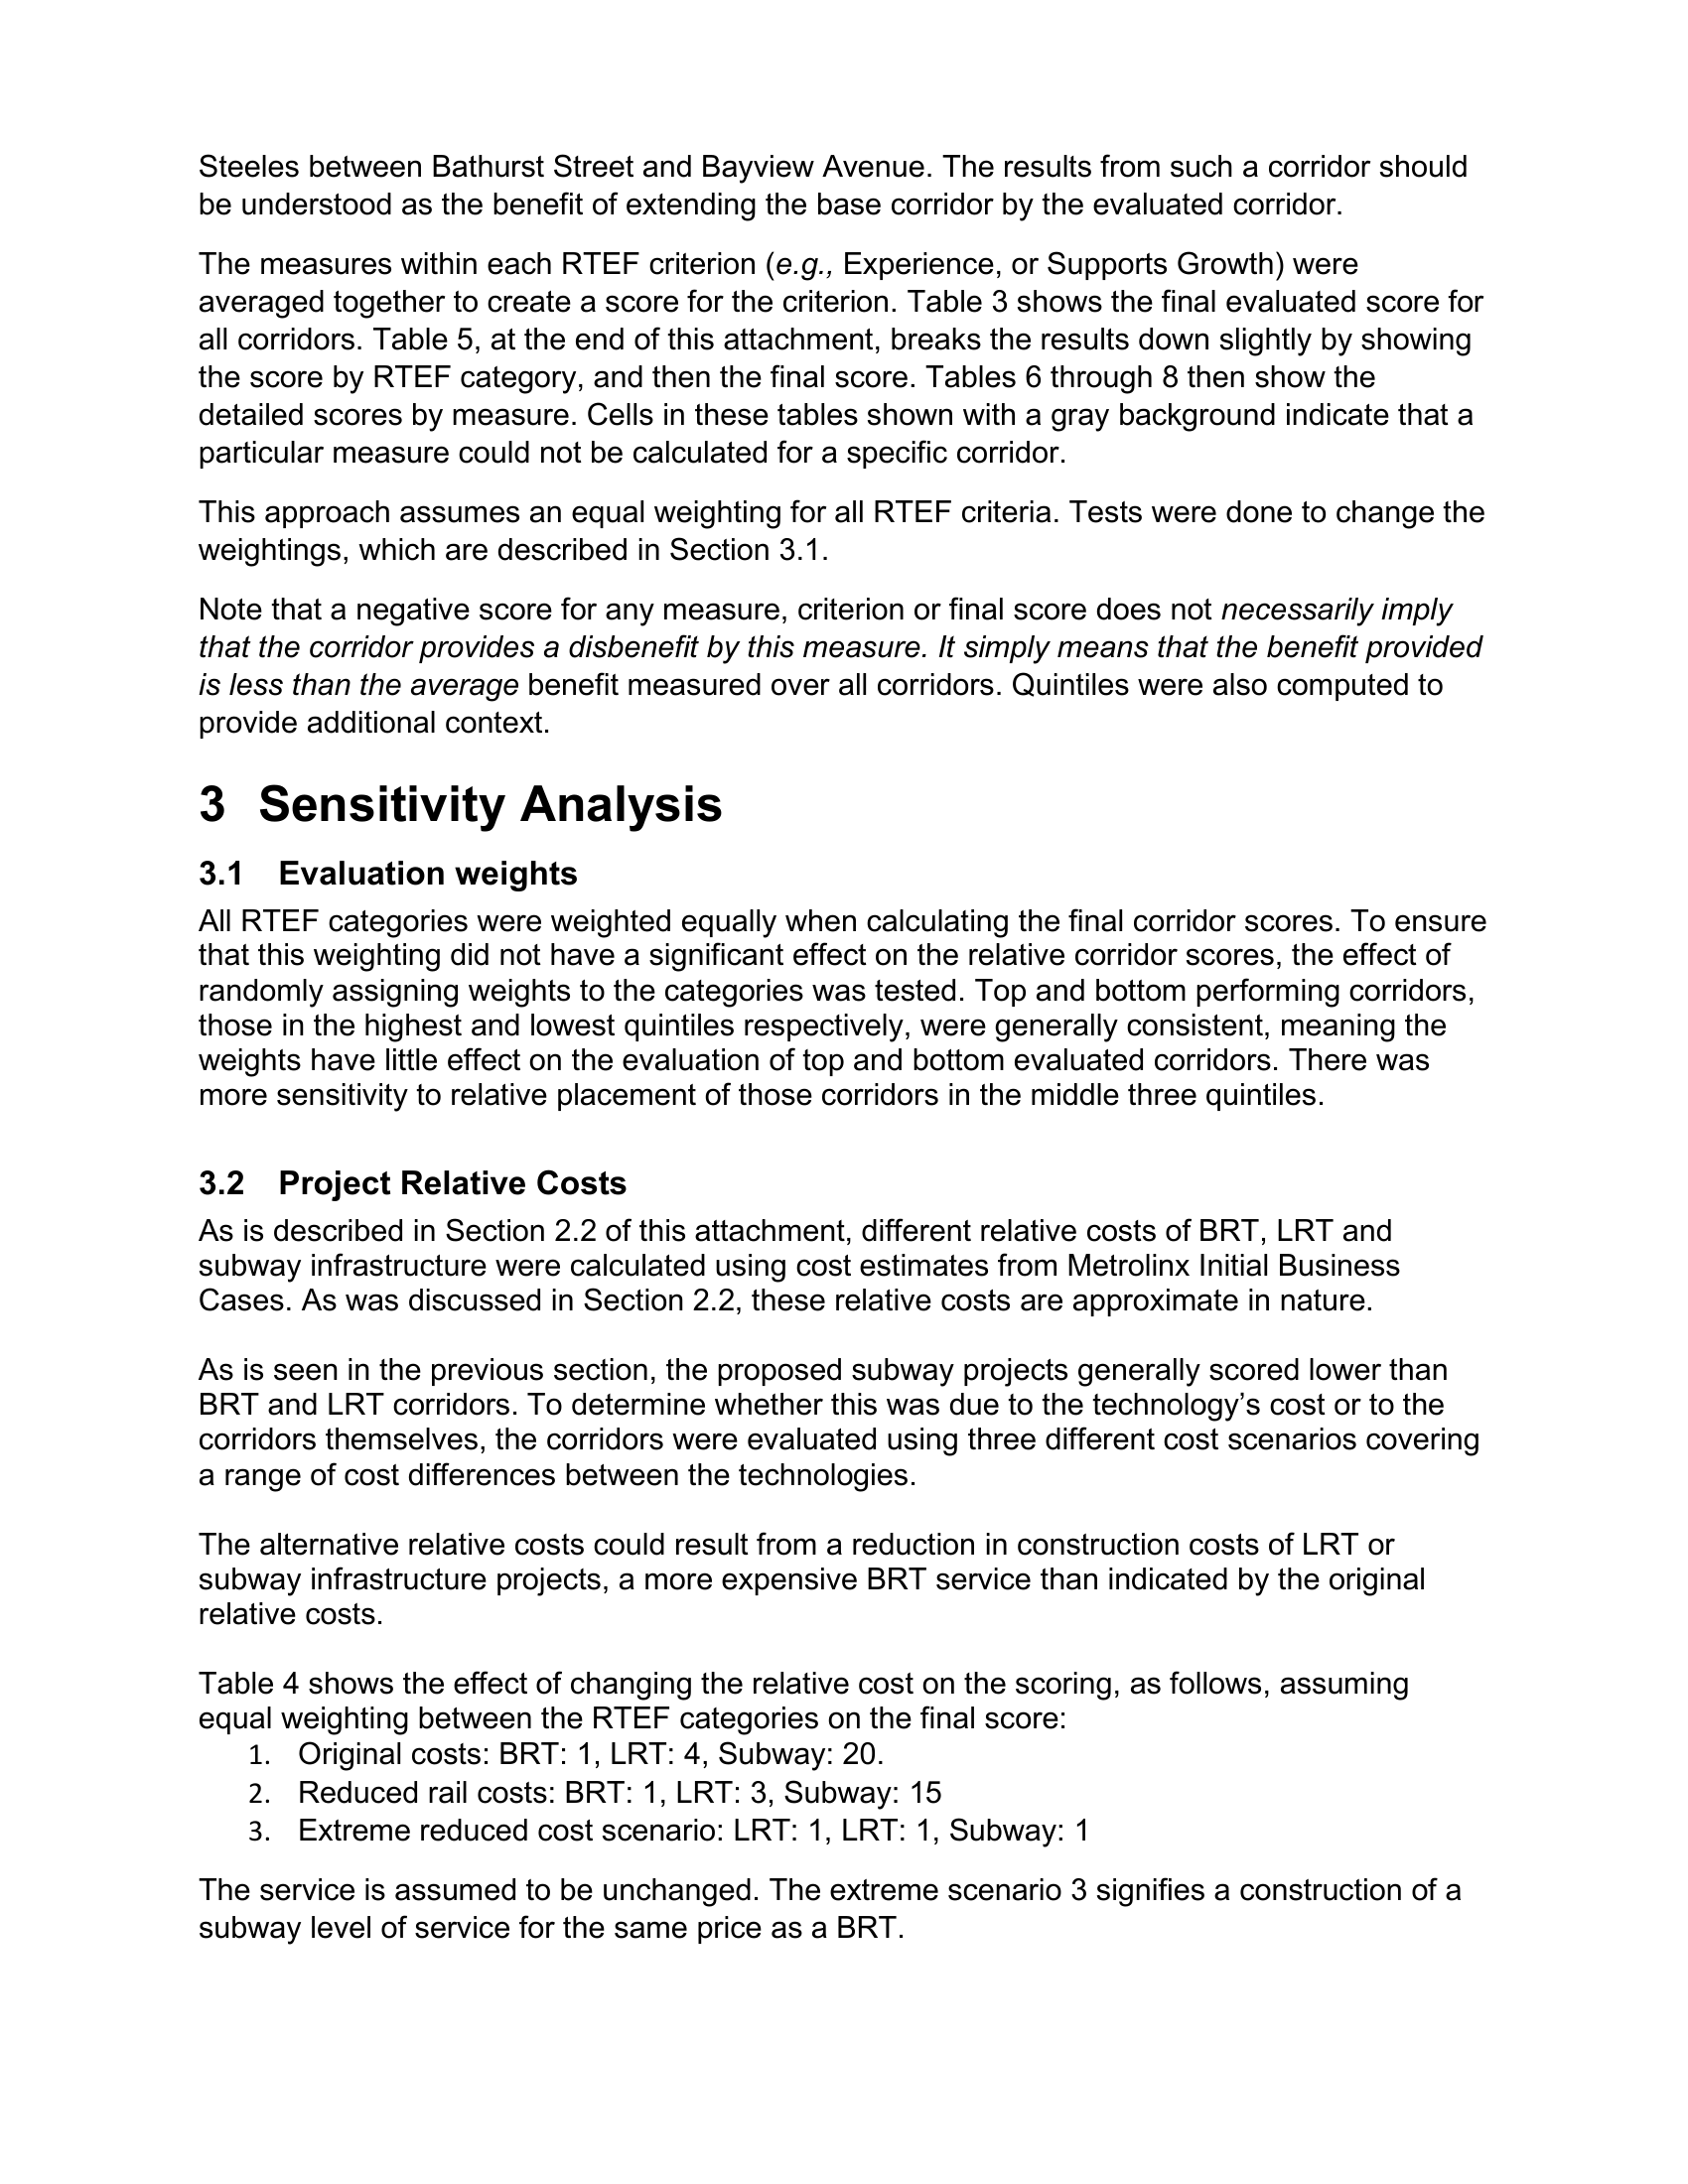 Steeles between Bathurst Street and Bayview Avenue. The results from such a corridor should
be understood as the benefit of extending the base corridor by the evaluated corridor.
The measures within each RTEF criterion (e.g., Experience, or Supports Growth) were
averaged together to create a score for the criterion. Table 3 shows the final evaluated score for
all corridors. Table 5, at the end of this attachment, breaks the results down slightly by showing
the score by RTEF category, and then the final score. Tables 6 through 8 then show the
detailed scores by measure. Cells in these tables shown with a gray background indicate that a
particular measure could not be calculated for a specific corridor.
This approach assumes an equal weighting for all RTEF criteria. Tests were done to change the
weightings, which are described in Section 3.1.
Note that a negative score for any measure, criterion or final score does not necessarily imply
that the corridor provides a disbenefit by this measure. It simply means that the benefit provided
is less than the average benefit measured over all corridors. Quintiles were also computed to
provide additional context.
3 Sensitivity Analysis
3.1 Evaluation weights
All RTEF categories were weighted equally when calculating the final corridor scores. To ensure
that this weighting did not have a significant effect on the relative corridor scores, the effect of
randomly assigning weights to the categories was tested. Top and bottom performing corridors,
those in the highest and lowest quintiles respectively, were generally consistent, meaning the
weights have little effect on the evaluation of top and bottom evaluated corridors. There was
more sensitivity to relative placement of those corridors in the middle three quintiles.
3.2 Project Relative Costs
As is described in Section 2.2 of this attachment, different relative costs of BRT, LRT and
subway infrastructure were calculated using cost estimates from Metrolinx Initial Business
Cases. As was discussed in Section 2.2, these relative costs are approximate in nature.
As is seen in the previous section, the proposed subway projects generally scored lower than
BRT and LRT corridors. To determine whether this was due to the technology’s cost or to the
corridors themselves, the corridors were evaluated using three different cost scenarios covering
a range of cost differences between the technologies.
The alternative relative costs could result from a reduction in construction costs of LRT or
subway infrastructure projects, a more expensive BRT service than indicated by the original
relative costs.
Table 4 shows the effect of changing the relative cost on the scoring, as follows, assuming
equal weighting between the RTEF categories on the final score:
1. Original costs: BRT: 1, LRT: 4, Subway: 20.
2. Reduced rail costs: BRT: 1, LRT: 3, Subway: 15
3. Extreme reduced cost scenario: LRT: 1, LRT: 1, Subway: 1
The service is assumed to be unchanged. The extreme scenario 3 signifies a construction of a
subway level of service for the same price as a BRT.